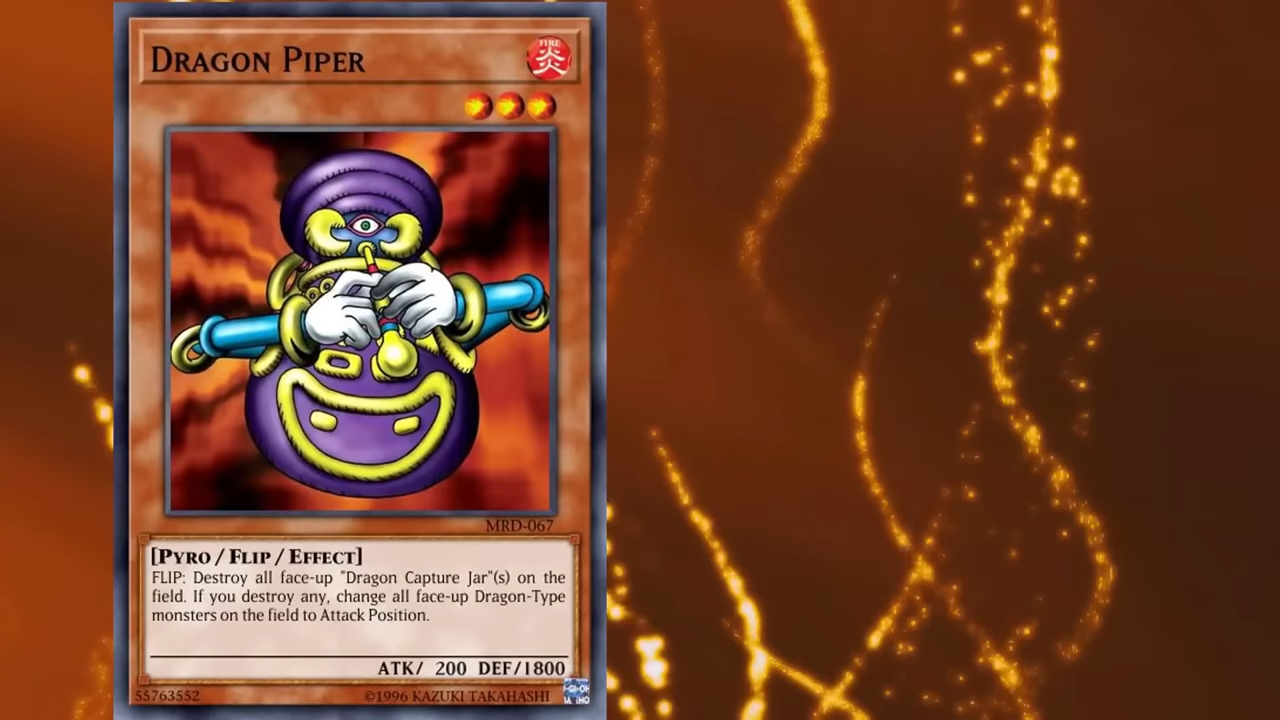 DRAGON PIPER
FIRE
炎
MRD-067
[PYRO / FLIP / EFFECT]
FLIP: Destroy all face-up "Dragon Capture Jar"(s) on the
field. If you destroy any, change all face-up Dragon-Type
monsters on the field to Attack Position.
ATK/ 200 DEF/1800
55763552
©1996 KAZUKI TAKAHASHI